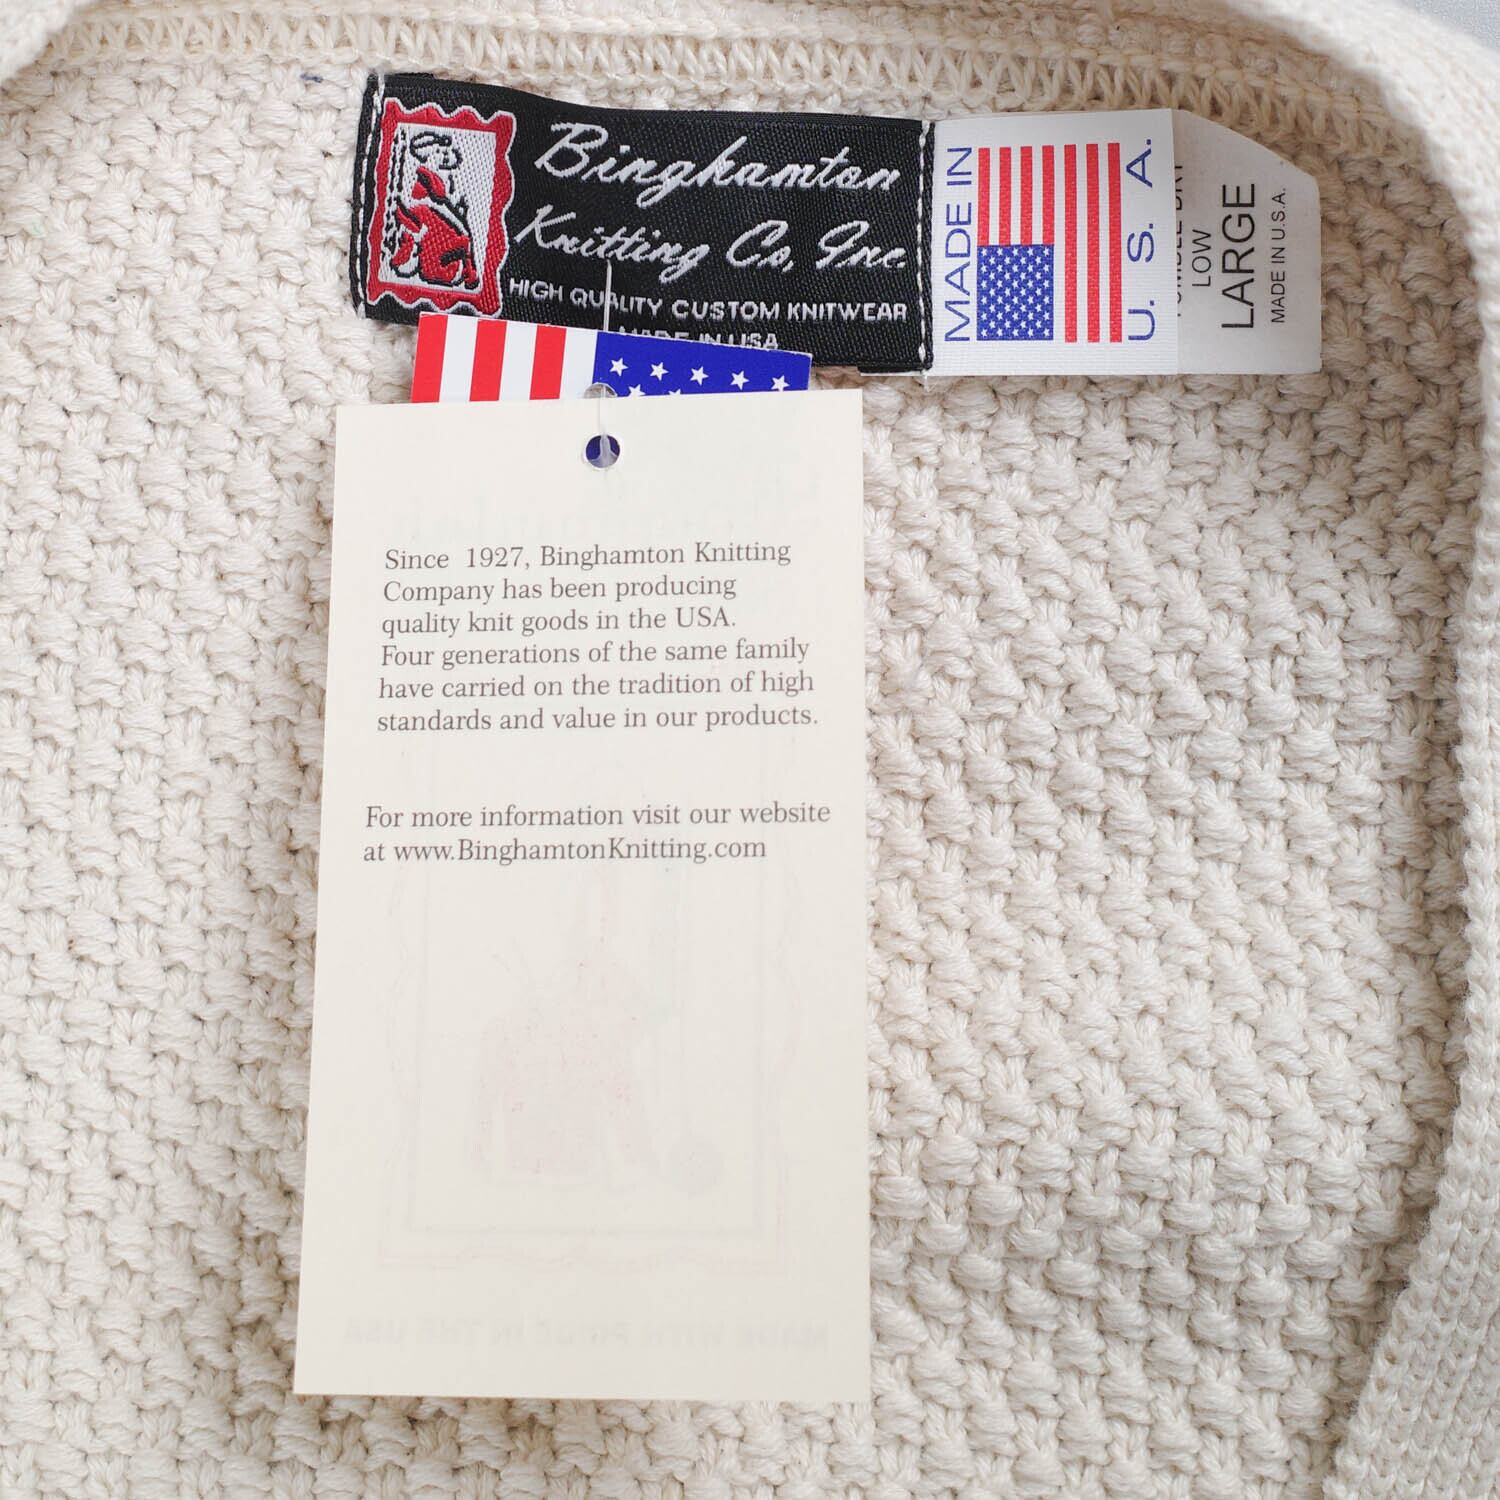 Binghamton
Knitting Co, Inc.
HIGH QUALITY CUSTOM KNITWEAR
MADE IN USA
MADE IN
U. S. A.
LOW
LARGE
MADE IN U.S.A.
Since 1927, Binghamton Knitting
Company has been producing
quality knit goods in the USA.
Four generations of the same family
have carried on the tradition of high
standards and value in our products.
For more information visit our website
at www.BinghamtonKnitting.com